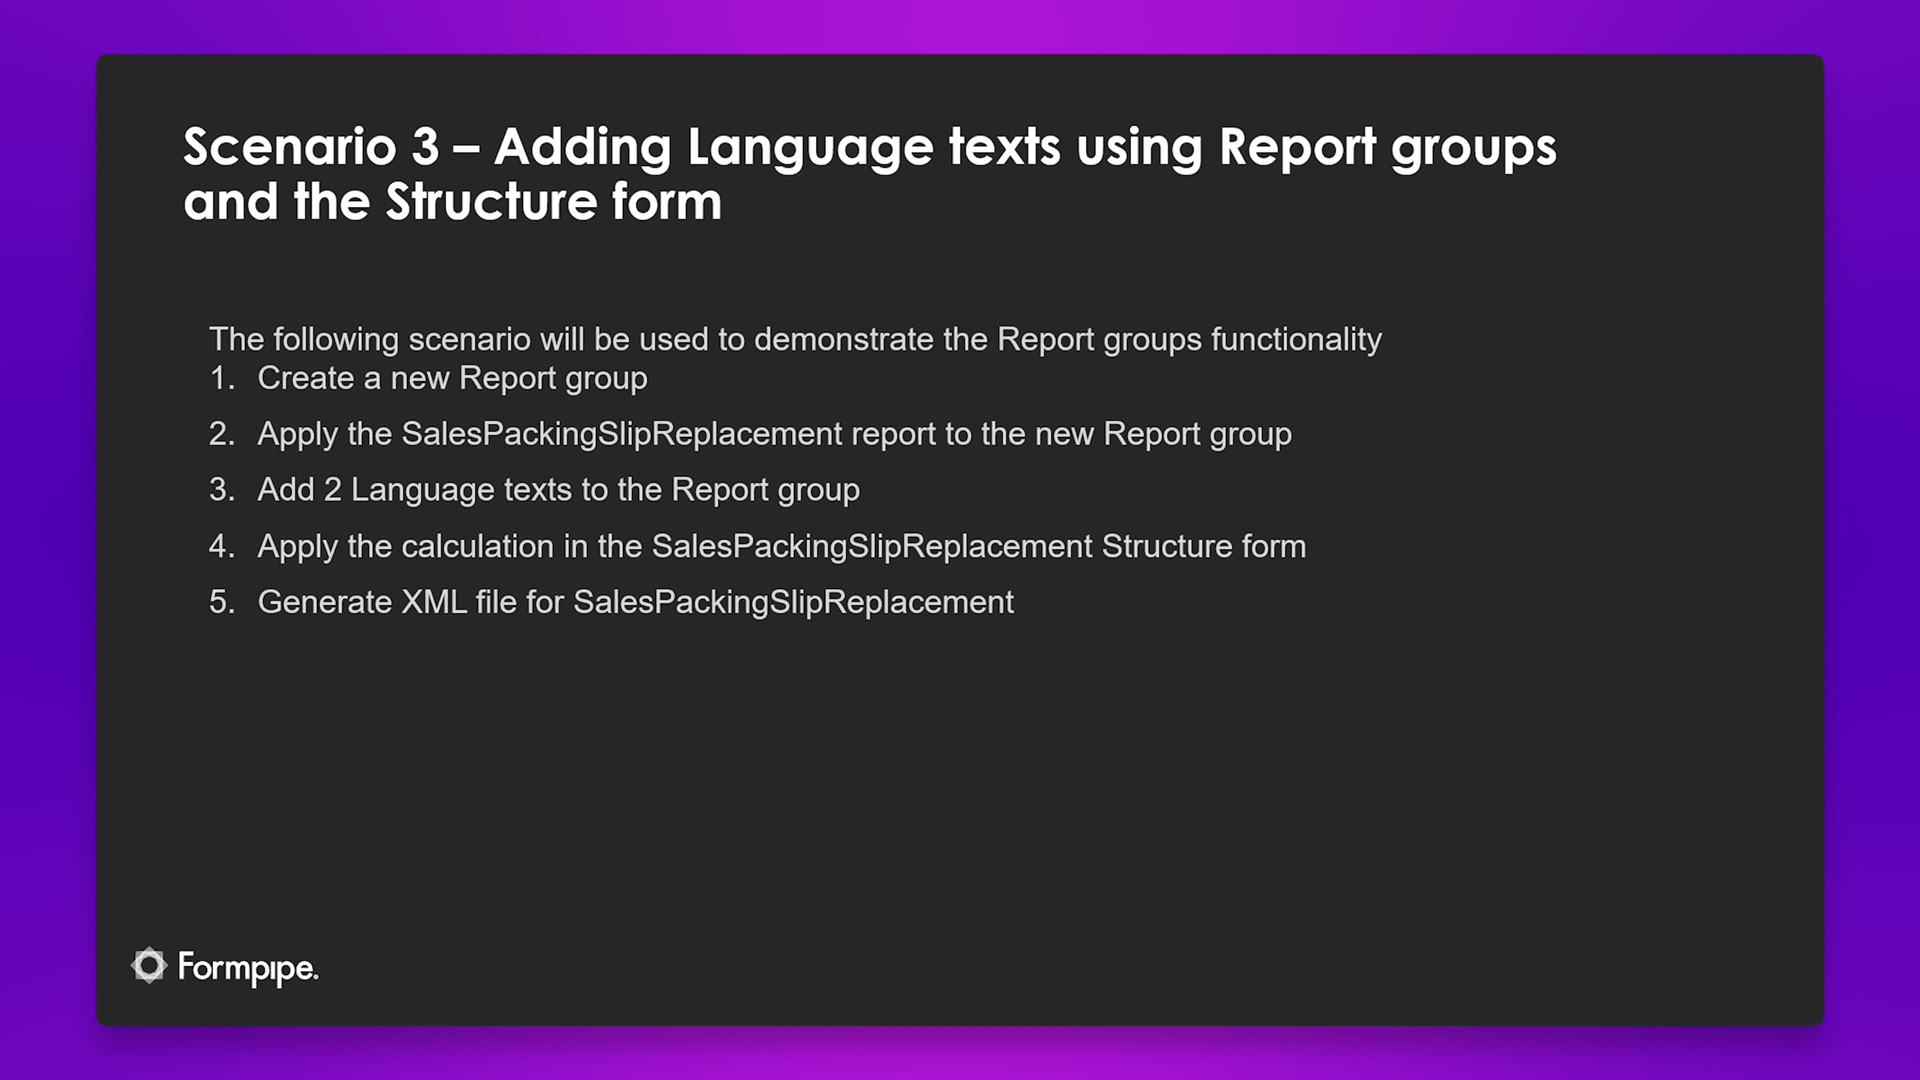 Scenario 3 – Adding Language texts using Report groups
and the Structure form
The following scenario will be used to demonstrate the Report groups functionality
1. Create a new Report group
2. Apply the SalesPackingSlipReplacement report to the new Report group
3. Add 2 Language texts to the Report group
4. Apply the calculation in the SalesPackingSlipReplacement Structure form
5. Generate XML file for SalesPackingSlipReplacement
Formpipe.